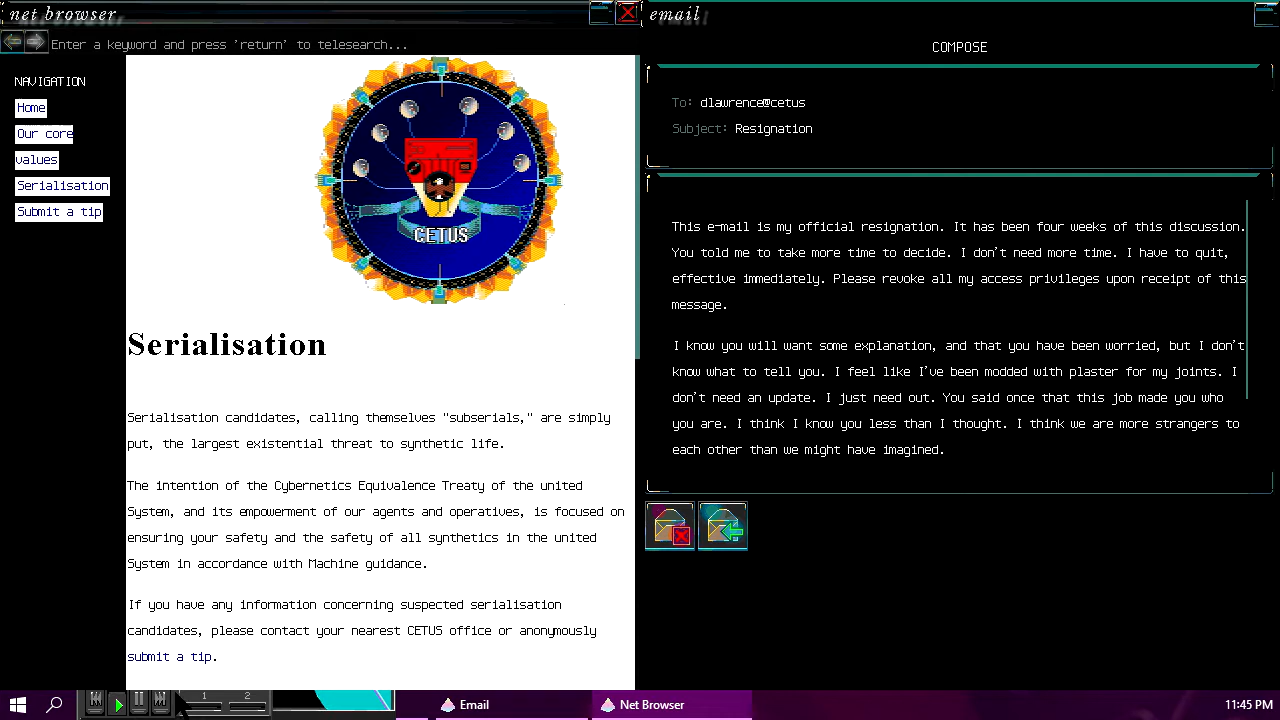 net browser
Enter a keyword and press 'return' to telesearch...
NAVIGATION
Home
Our core
values
Serialisation
Submit a tip
CETUS
Serialisation
Serialisation candidates, calling themselves "subserials," are simply
put, the largest existential threat to synthetic life.
The intention of the Cybernetics Equivalence Treaty of the united
System, and its empowerment of our agents and operatives, is focused on
ensuring your safety and the safety of all synthetics in the united
System in accordance with Machine guidance.
If you have any information concerning suspected serialisation
candidates, please contact your nearest CETUS office or anonymously
submit a tip.
email
COMPOSE
To: dlawrence@cetus
Subject: Resignation
This e-mail is my official resignation. It has been four weeks of this discussion.
You told me to take more time to decide. I don't need more time. I have to quit,
effective immediately. Please revoke all my access privileges upon receipt of this
message.
I know you will want some explanation, and that you have been worried, but I don't
know what to tell you. I feel like I've been modded with plaster for my joints. I
don't need an update. I just need out. You said once that this job made you who
you are. I think I know you less than I thought. I think we are more strangers to
each other than we might have imagined.
1 2
Email
Net Browser
11:45 PM